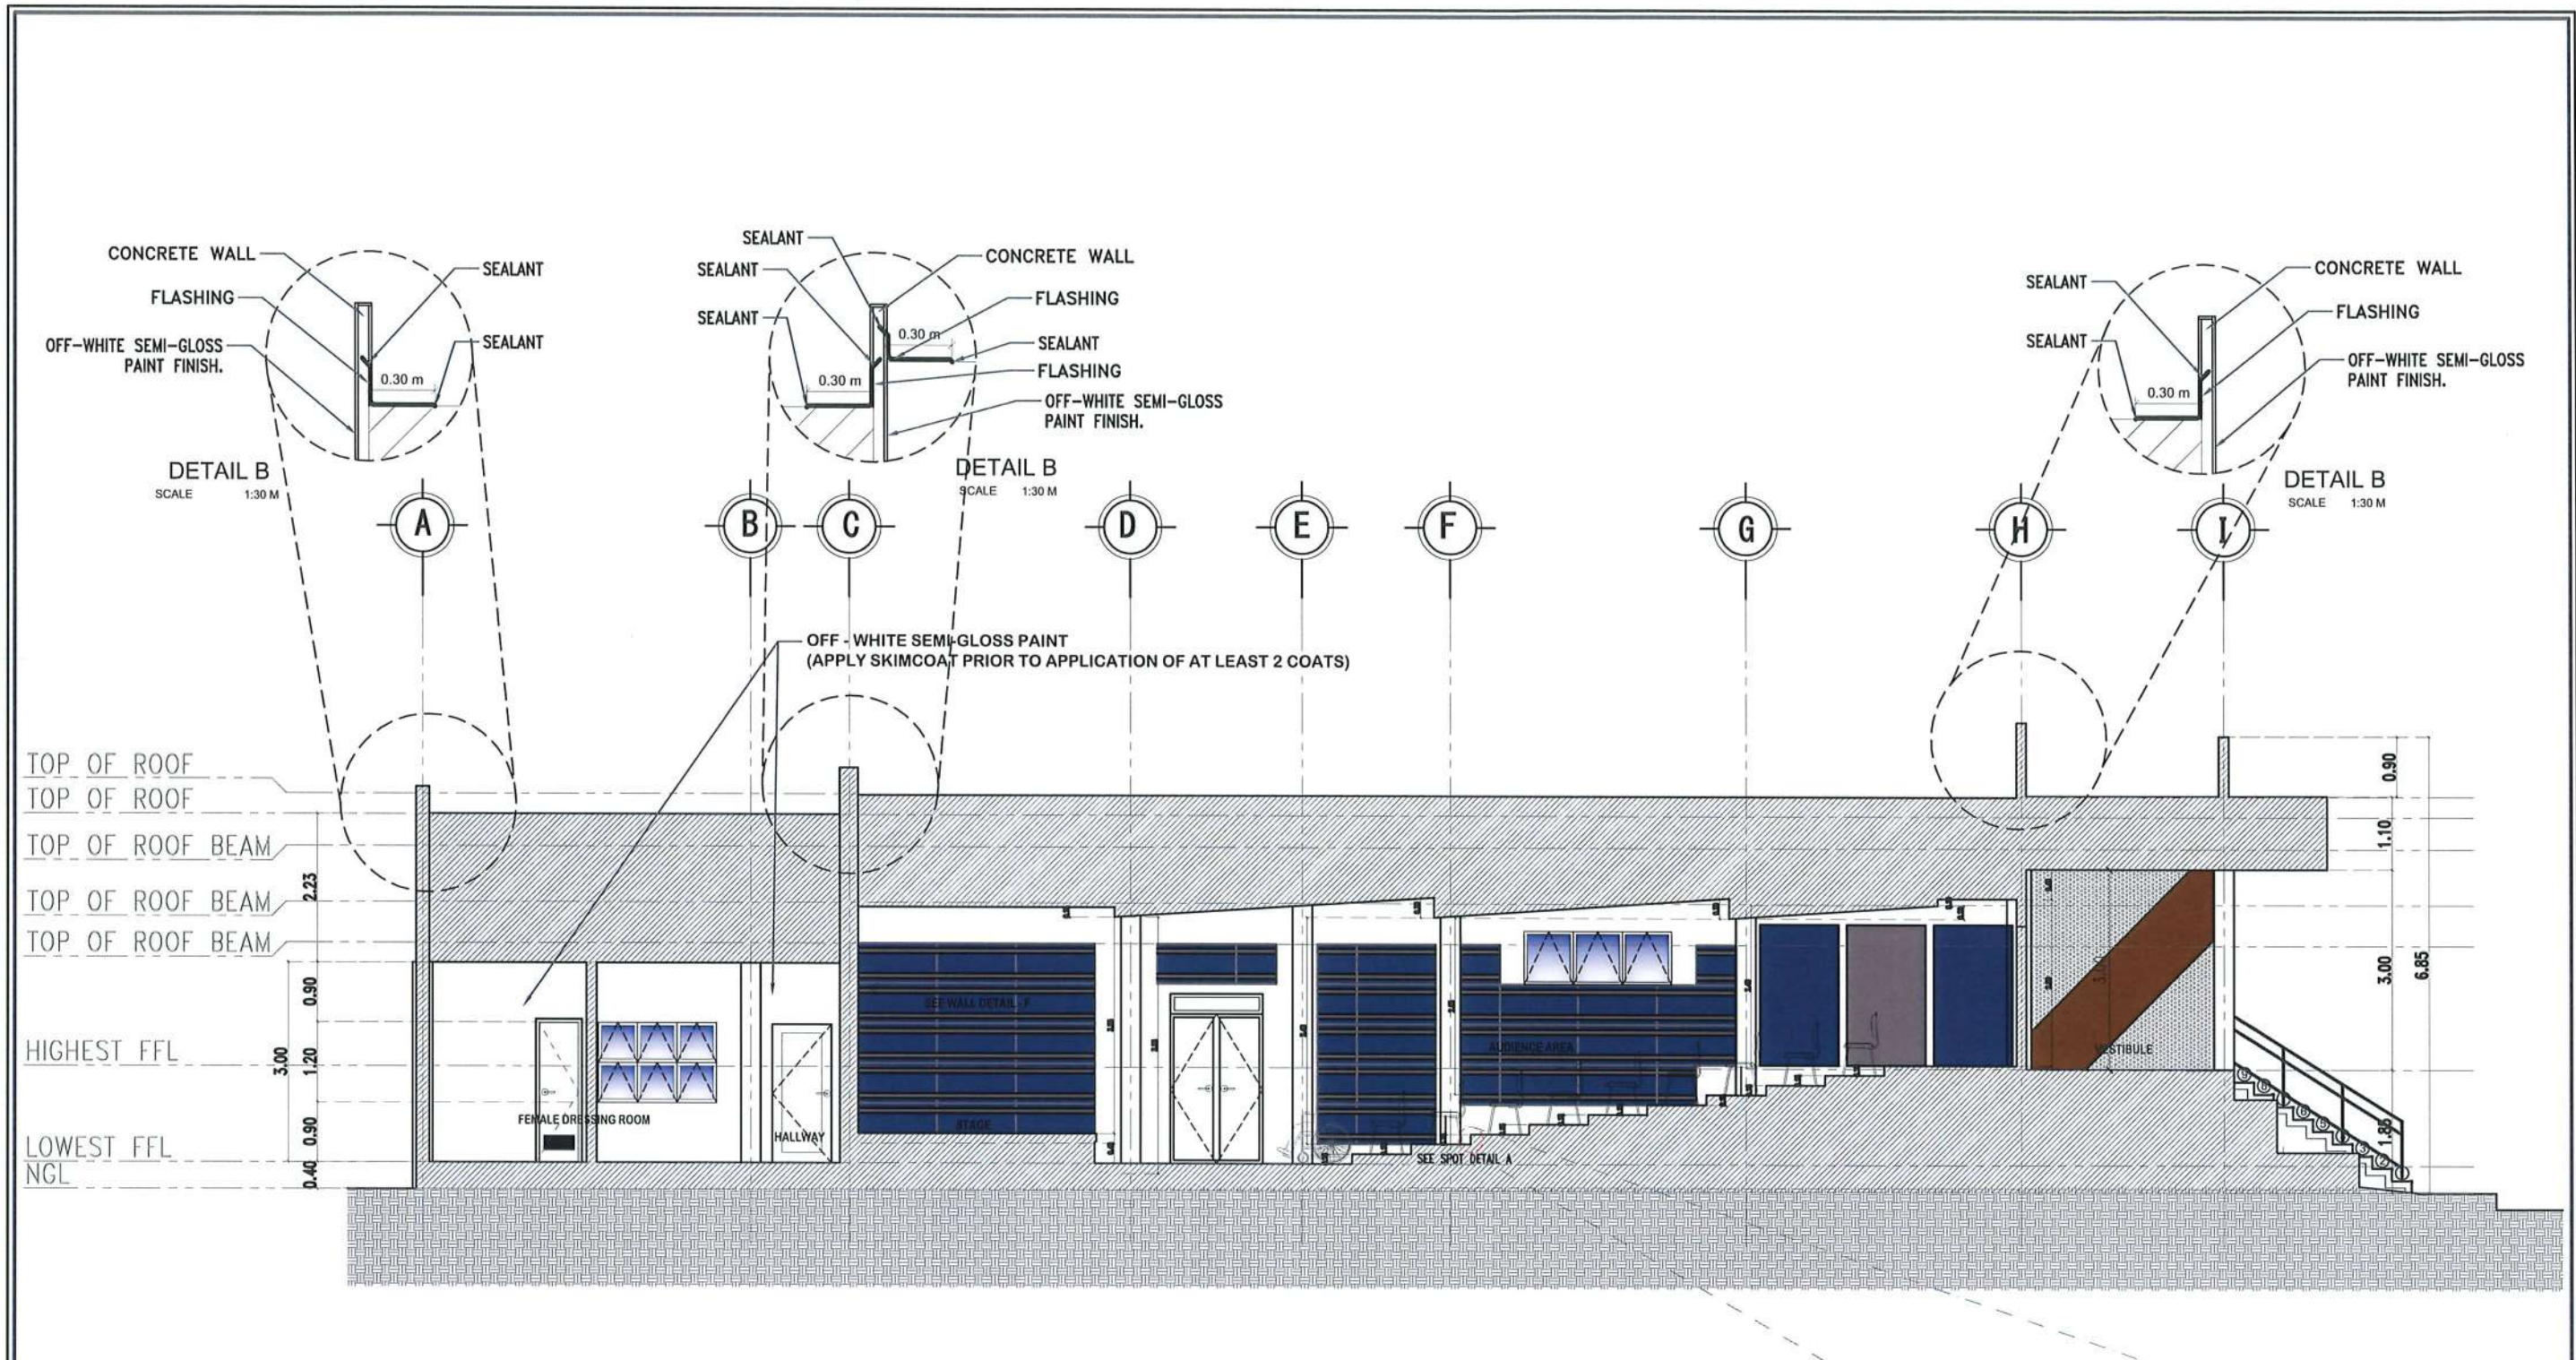 CONCRETE WALL
SEALANT
FLASHING
SEALANT
OFF-WHITE SEMI-GLOSS
PAINT FINISH.
0.30 m
DETAIL B
SCALE 1:30 M
SEALANT
CONCRETE WALL
SEALANT
FLASHING
SEALANT
0.30 m
SEALANT
FLASHING
0.30 m
OFF-WHITE SEMI-GLOSS
PAINT FINISH.
DETAIL B
SCALE 1:30 M
CONCRETE WALL
SEALANT
FLASHING
SEALANT
OFF-WHITE SEMI-GLOSS
PAINT FINISH.
0.30 m
DETAIL B
SCALE 1:30 M
A
B
C
D
E
F
G
H
I
OFF - WHITE SEMI-GLOSS PAINT
(APPLY SKIMCOAT PRIOR TO APPLICATION OF AT LEAST 2 COATS)
TOP OF ROOF
TOP OF ROOF
TOP OF ROOF BEAM
TOP OF ROOF BEAM
TOP OF ROOF BEAM
HIGHEST FFL
LOWEST FFL
NGL
2.23
0.90
1.20
3.00
0.90
0.40
FEMALE DRESSING ROOM
HALLWAY
SEE WALL DETAIL - F
STAGE
AUDIENCE AREA
SEE SPOT DETAIL A
VESTIBULE
3.00
0.90
1.10
3.00
6.85
1.85